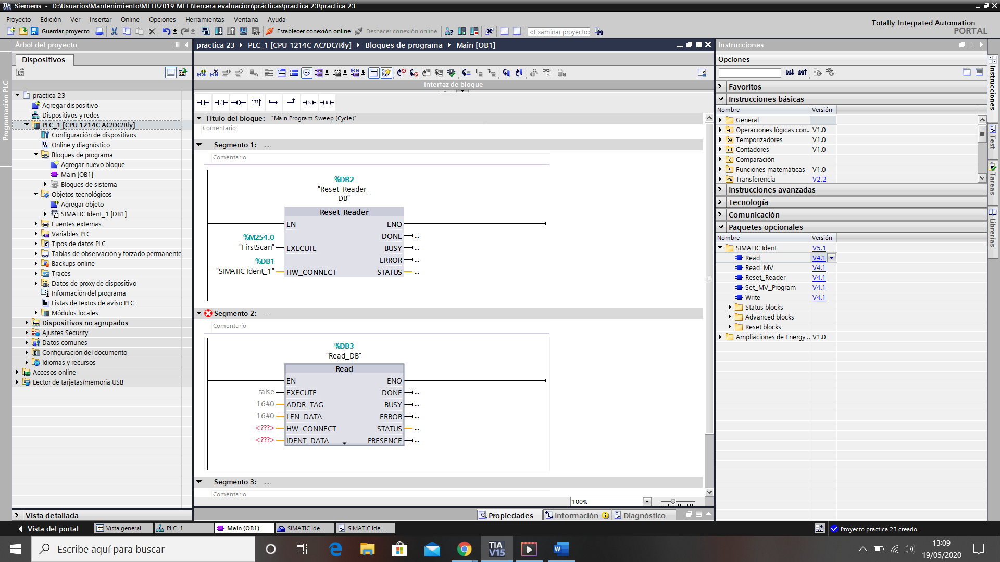 TIA V15 Siemens - D:\Usuarios\Mantenimiento\MEEI\2019 MEEI\tercera evaluacion\prácticas\practica 23\practica 23
Proyecto Edición Ver Insertar Online Opciones Herramientas Ventana Ayuda
Guardar proyecto Establecer conexión online Deshacer conexión online <Examinar proyecto>
Totally Integrated Automation
PORTAL
Árbol del proyecto
Dispositivos
Programación PLC
practica 23
Agregar dispositivo
Dispositivos y redes
PLC_1 [CPU 1214C AC/DC/Rly]
Configuración de dispositivos
Online y diagnóstico
Bloques de programa
Agregar nuevo bloque
Main [OB1]
Bloques de sistema
Objetos tecnológicos
Agregar objeto
SIMATIC Ident_1 [DB1]
Fuentes externas
Variables PLC
Tipos de datos PLC
Tablas de observación y forzado permanente
Backups online
Traces
Datos de proxy de dispositivo
Información del programa
Listas de textos de aviso PLC
Módulos locales
Dispositivos no agrupados
Ajustes Security
Datos comunes
Configuración del documento
Idiomas y recursos
Accesos online
Lector de tarjetas/memoria USB
Vista detallada
practica 23 PLC_1 [CPU 1214C AC/DC/Rly] Bloques de programa Main [OB1]
Interfaz de bloque
Título del bloque: "Main Program Sweep (Cycle)"
Comentario
Segmento 1: .....
Comentario
%DB2
"Reset_Reader_
DB"
Reset_Reader
EN ENO
DONE ...
%M254.0
"FirstScan" EXECUTE BUSY ...
ERROR ...
%DB1
"SIMATIC Ident_1" HW_CONNECT STATUS ...
Segmento 2: .....
Comentario
%DB3
"Read_DB"
Read
EN ENO
false EXECUTE DONE ...
16#0 ADDR_TAG BUSY ...
16#0 LEN_DATA ERROR ...
<???> HW_CONNECT STATUS ...
<???> IDENT_DATA PRESENCE ...
Segmento 3: .....
Comentario
100%
Propiedades Información Diagnóstico
Instrucciones
Opciones
Favoritos
Instrucciones básicas
Nombre Versión
General
Operaciones lógicas con.. V1.0
Temporizadores V1.0
Contadores V1.0
Comparación
Funciones matemáticas V1.0
Transferencia V2.2
Instrucciones avanzadas
Tecnología
Comunicación
Paquetes opcionales
Nombre Versión
SIMATIC Ident V5.1
Read V4.1
Read_MV V4.1
Reset_Reader V4.1
Set_MV_Program V4.1
Write V4.1
Status blocks
Advanced blocks
Reset blocks
Ampliaciones de Energy .. V1.0
Instrucciones
Test
Tareas
Librerías
Vista del portal Vista general PLC_1 Main (OB1) SIMATIC Ide... SIMATIC Ide... Proyecto practica 23 creado.
Escribe aquí para buscar
TIA V15
13:09
19/05/2020